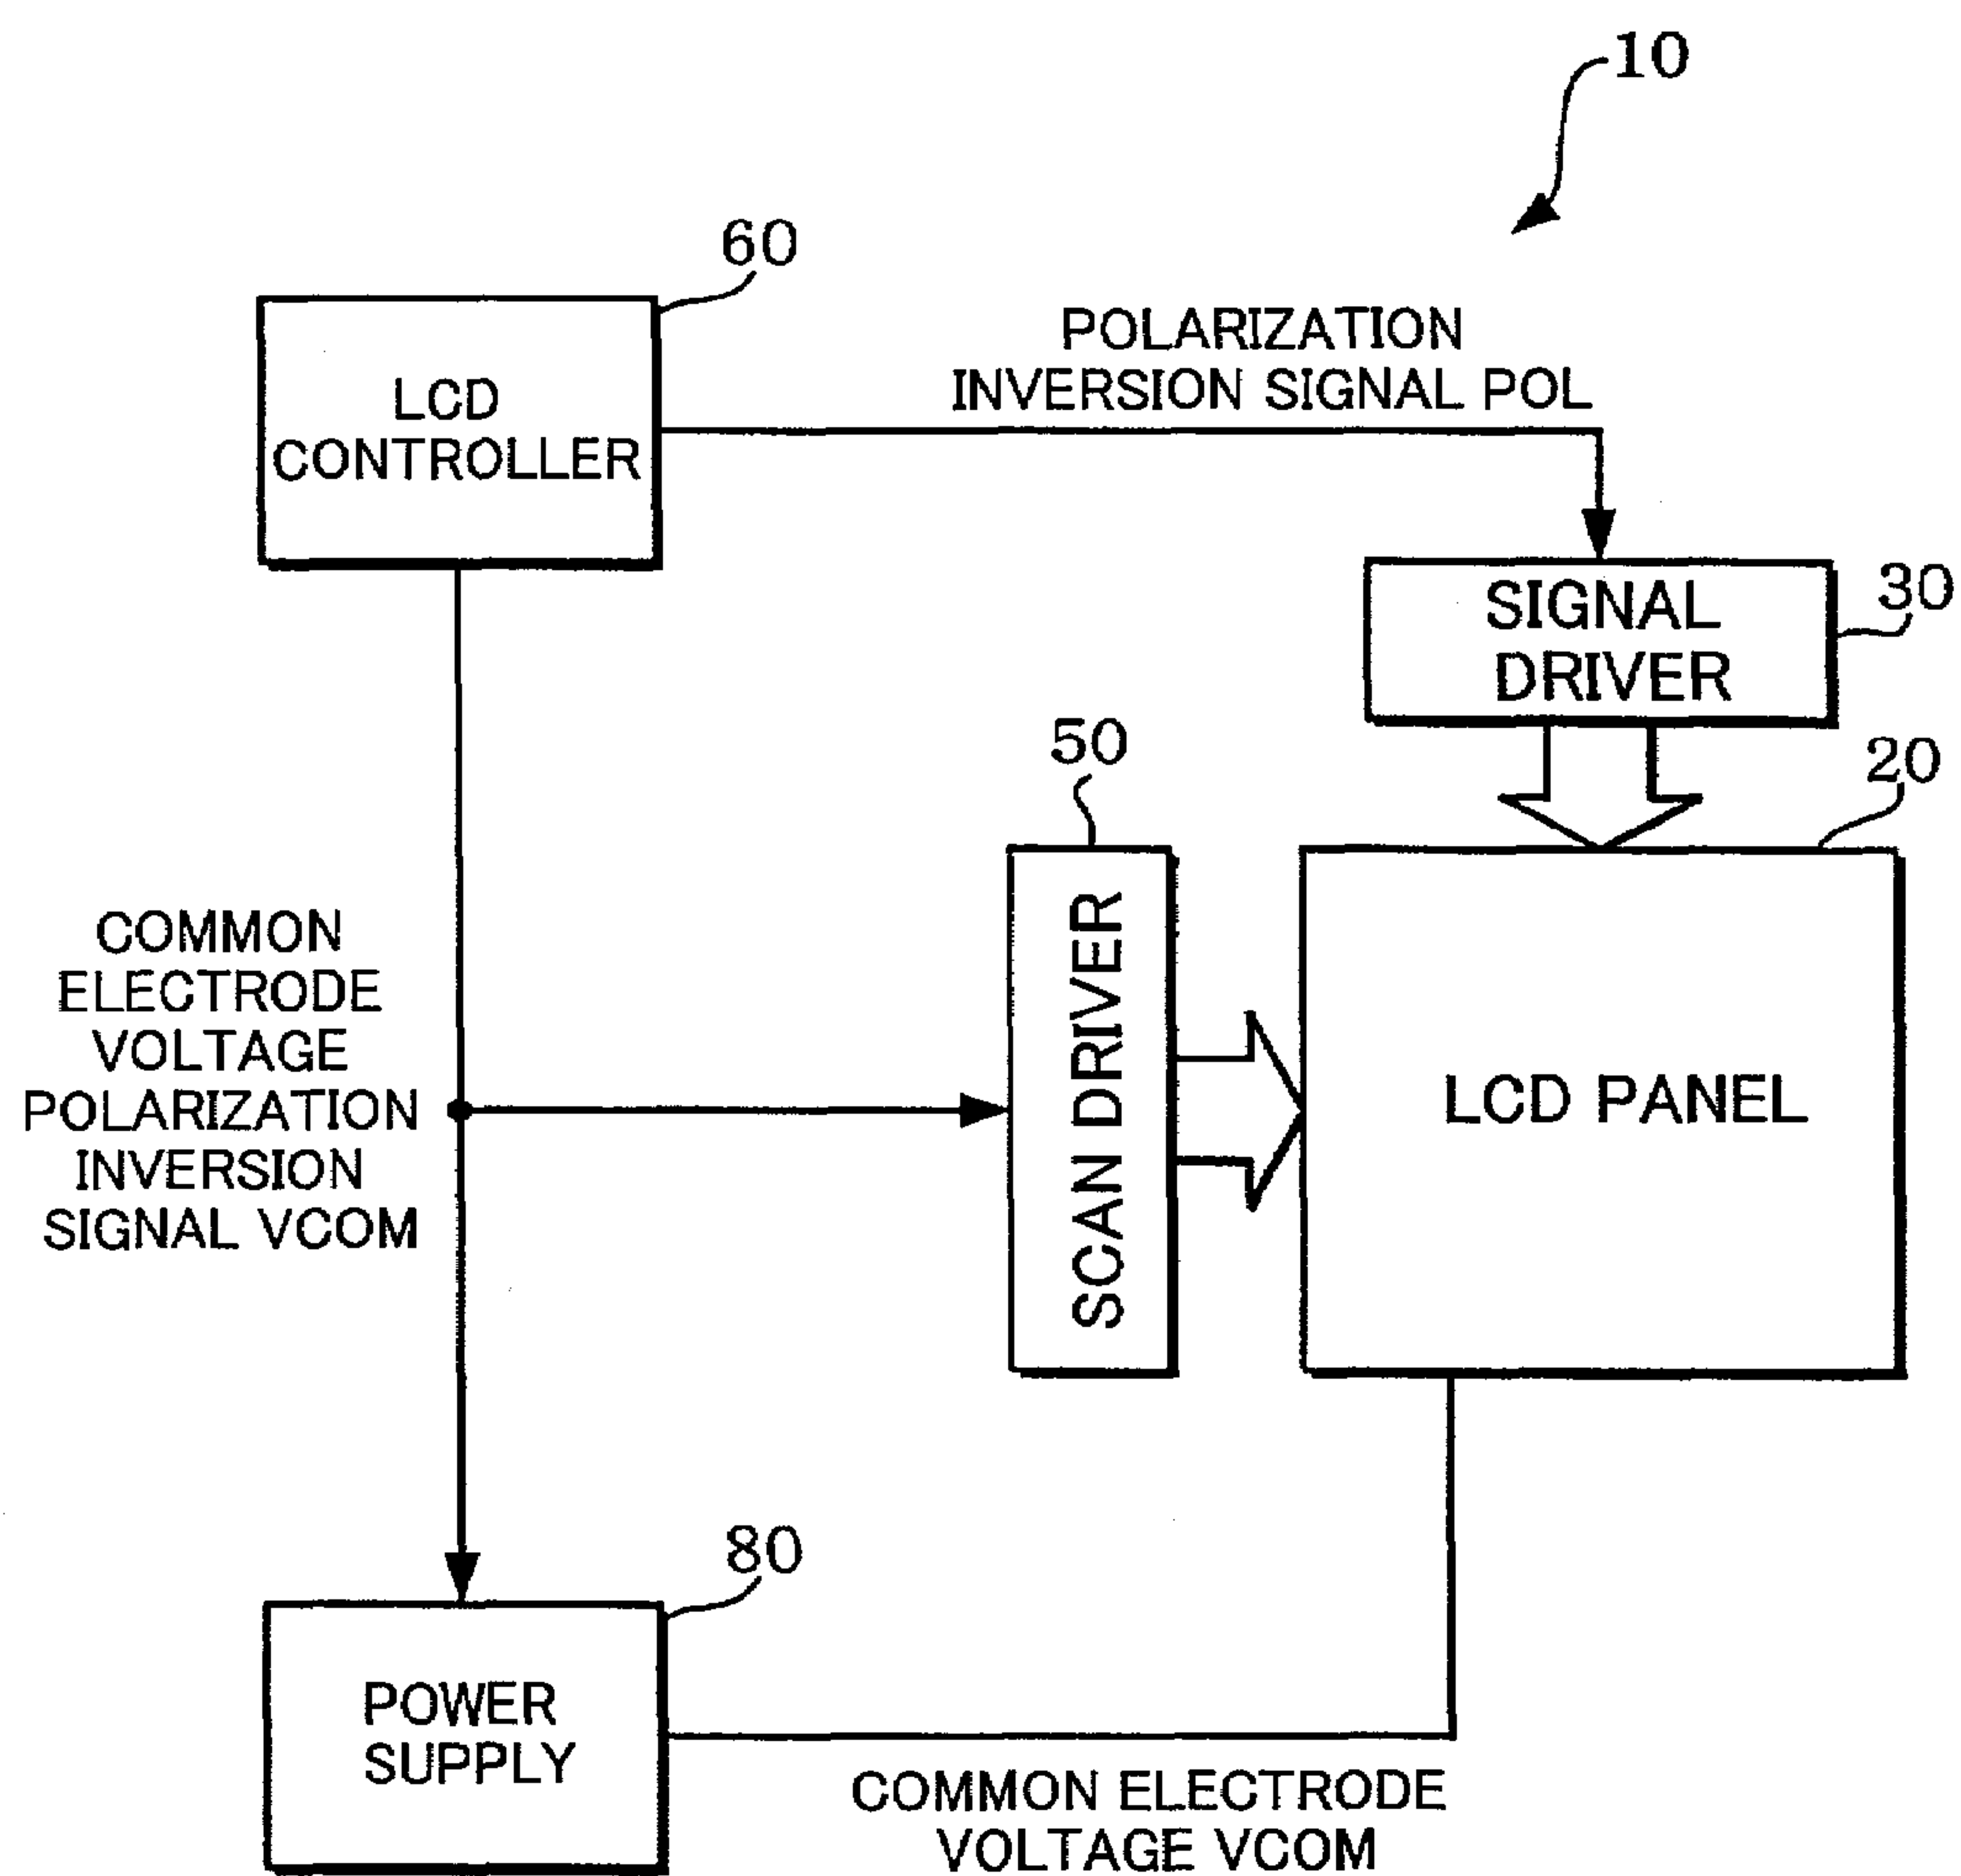 10
60
LCD
CONTROLLER
POLARIZATION
INVERSION SIGNAL POL
SIGNAL
DRIVER
30
50
20
SCAN DRIVER
LCD PANEL
COMMON
ELECTRODE
VOLTAGE
POLARIZATION
INVERSION
SIGNAL VCOM
80
POWER
SUPPLY
COMMON ELECTRODE
VOLTAGE VCOM